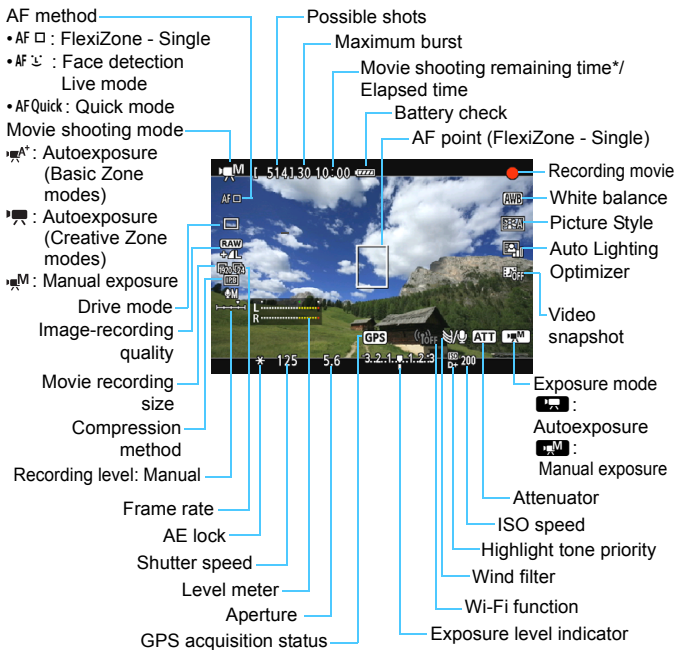 AF method
• AF □ : FlexiZone - Single
• AF : Face detection
Live mode
• AFQuick : Quick mode
Movie shooting mode
A+ : Autoexposure
(Basic Zone
modes)
: Autoexposure
(Creative Zone
modes)
M : Manual exposure
Drive mode
Image-recording
quality
Movie recording
size
Compression
method
Recording level: Manual
Frame rate
AE lock
Shutter speed
Level meter
Aperture
GPS acquisition status
Possible shots
Maximum burst
Movie shooting remaining time*/
Elapsed time
Battery check
AF point (FlexiZone - Single)
M [ 514] 30 10:00
AF □
RAW
+ L
1920 24
IPB
M
L
R
AWB
OFF
GPS
OFF
ATT
M
* 125 5.6 3..2..1..1..2..3 ISO 200
D+
Recording movie
White balance
Picture Style
Auto Lighting
Optimizer
Video
snapshot
Exposure mode
:
Autoexposure
M :
Manual exposure
Attenuator
ISO speed
Highlight tone priority
Wind filter
Wi-Fi function
Exposure level indicator